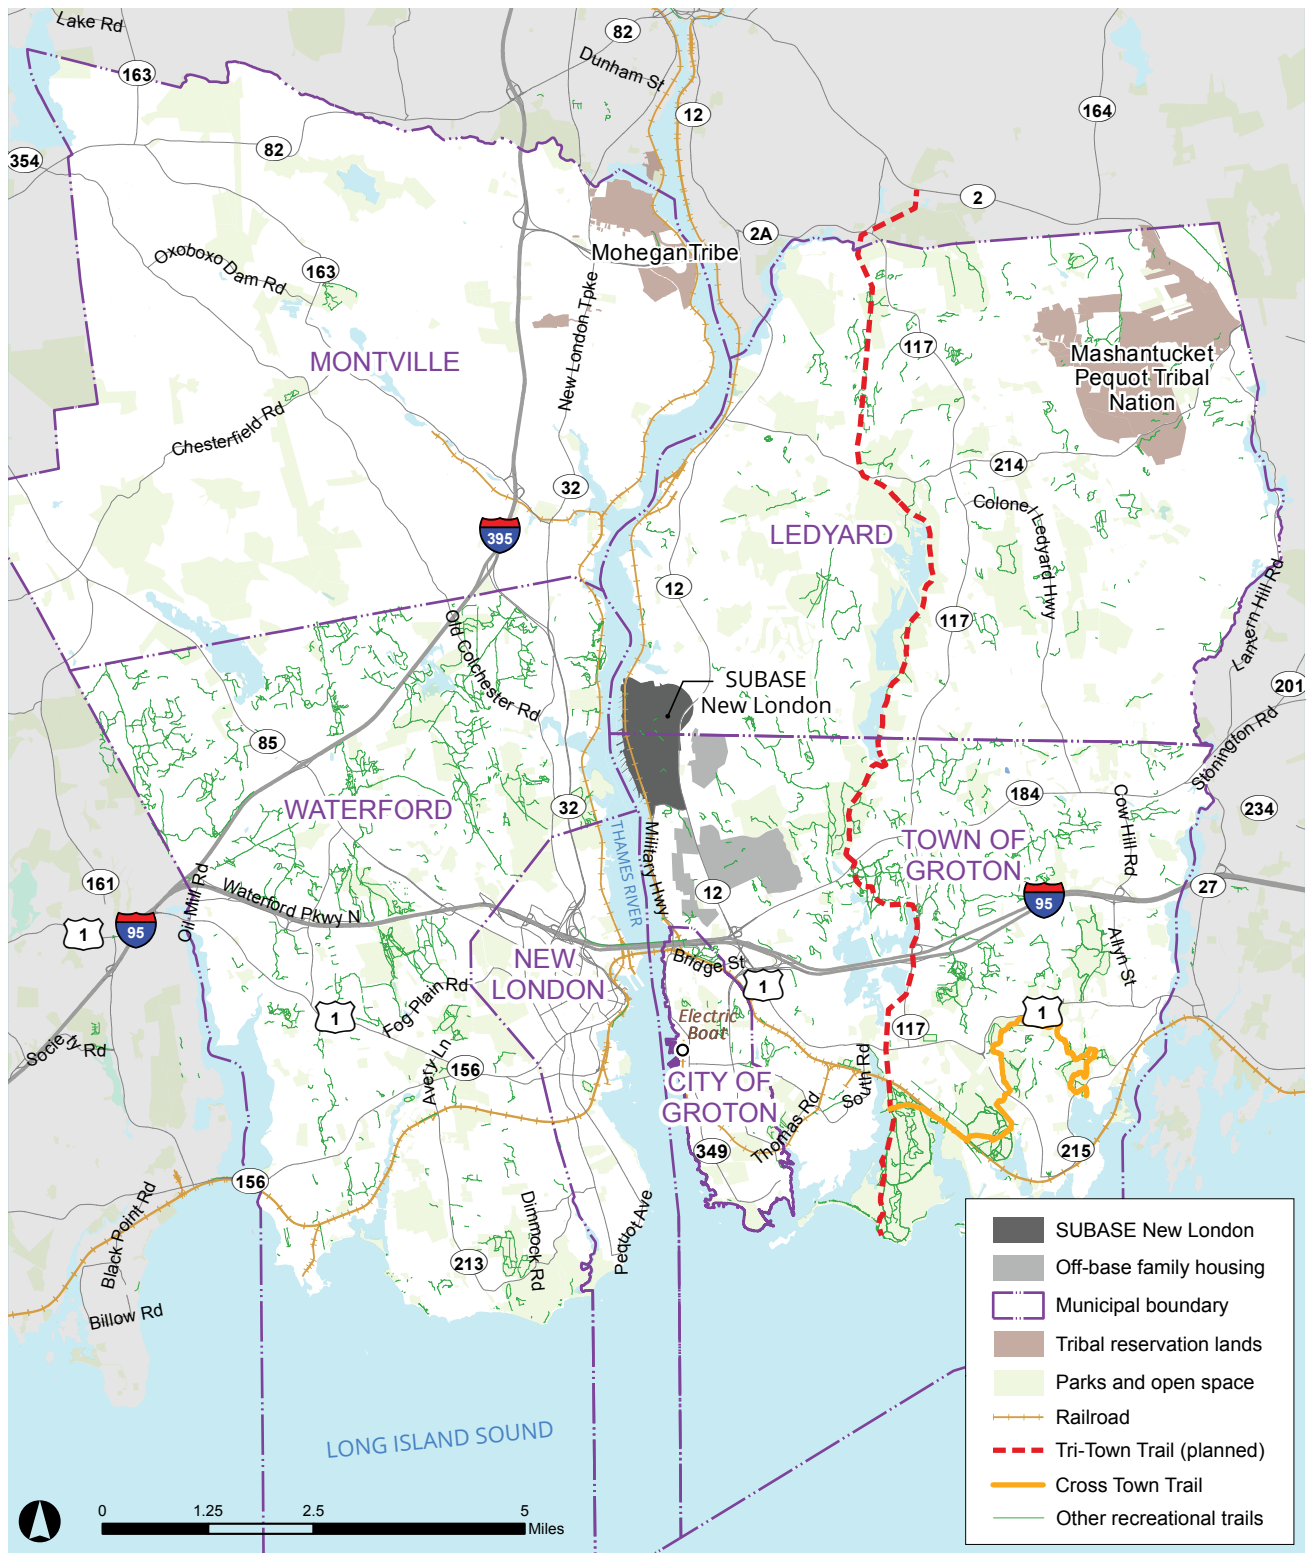 Lake Rd
82
Dunham St
163
12
164
82
354
2
2A
Mohegan Tribe
Oxoboxo Dam Rd
163
New London Tpke
117
MONTVILLE
Mashantucket
Pequot Tribal
Nation
Chesterfield Rd
214
32
Colonel Ledyard Hwy
395
LEDYARD
12
117
Lantern Hill Rd
Old Colchester Rd
SUBASE
New London
201
Stonington Rd
85
184
Cow Hill Rd
WATERFORD
32
THAMES RIVER
Military Hwy
234
TOWN OF
GROTON
161
Oil Mill Rd
Waterford Pkwy N
12
95
27
1
95
Allyn St
NEW
LONDON
Bridge St
1
Fog Plain Rd
1
Electric
Boat
117
1
Society Rd
Avery Ln
156
CITY OF
GROTON
South Rd
Thomas Rd
349
215
156
Black Point Rd
Dimmock Rd
Pequot Ave
213
Billow Rd
LONG ISLAND SOUND
0
1.25
2.5
5
Miles
SUBASE New London
Off-base family housing
Municipal boundary
Tribal reservation lands
Parks and open space
Railroad
Tri-Town Trail (planned)
Cross Town Trail
Other recreational trails